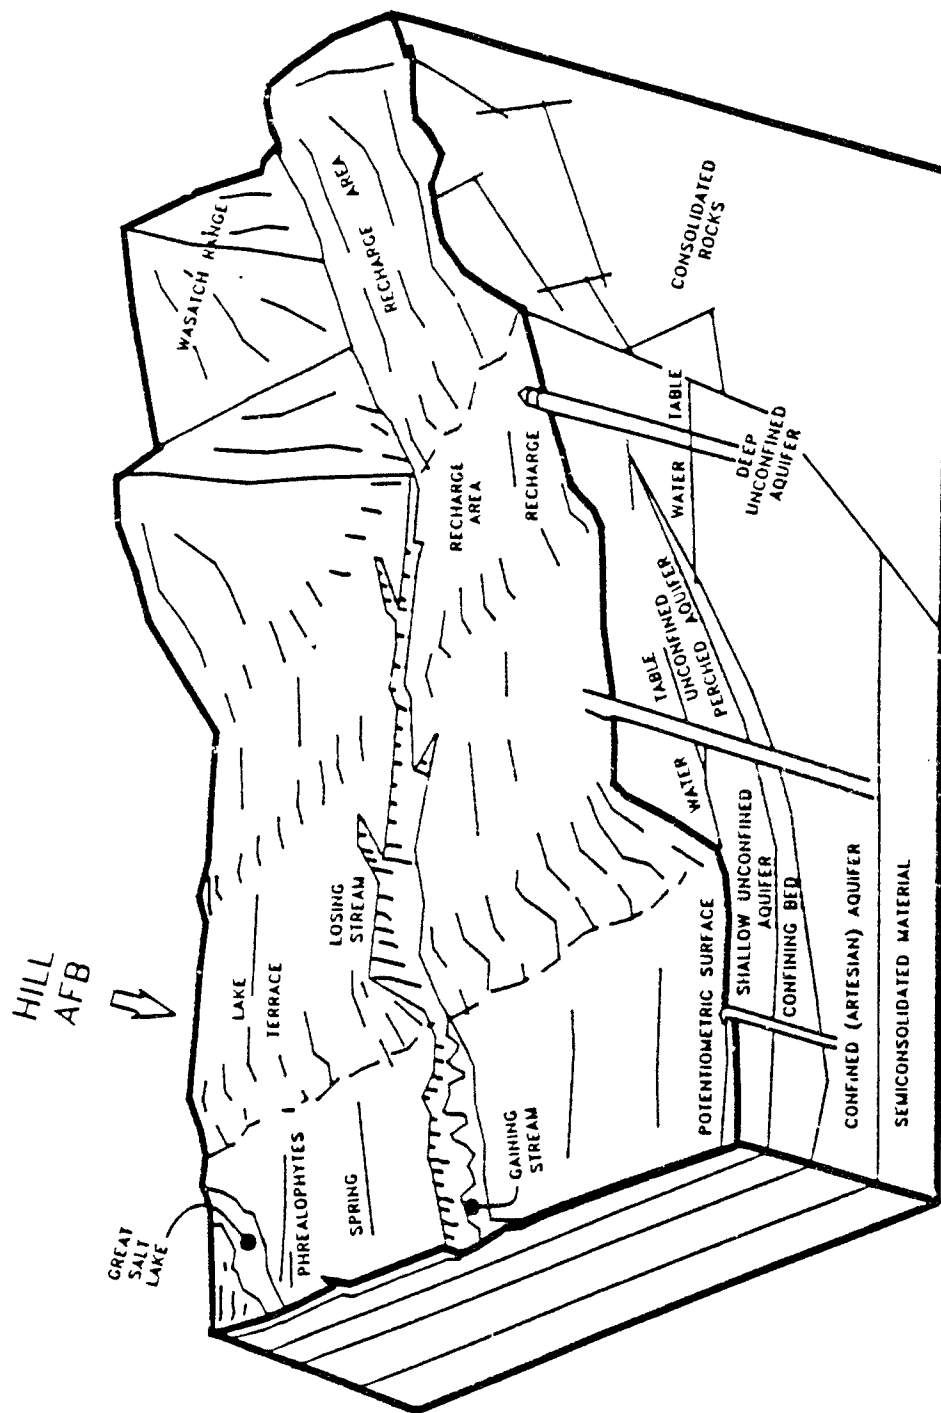 HILL
AFB
GREAT
SALT
LAKE
PHREALOPHYTES
SPRING
LAKE
TERRACE
LOSING
STREAM
GAINING
STREAM
WASATCH RANGE
RECHARGE AREA
RECHARGE
AREA
RECHARGE
POTENTIOMETRIC SURFACE
SHALLOW UNCONFINED
AQUIFER
CONFINING BED
CONFINED (ARTESIAN) AQUIFER
SEMICONSOLIDATED MATERIAL
WATER TABLE
UNCONFINED
PERCHED AQUIFER
WATER TABLE
DEEP
UNCONFINED
AQUIFER
CONSOLIDATED
ROCKS